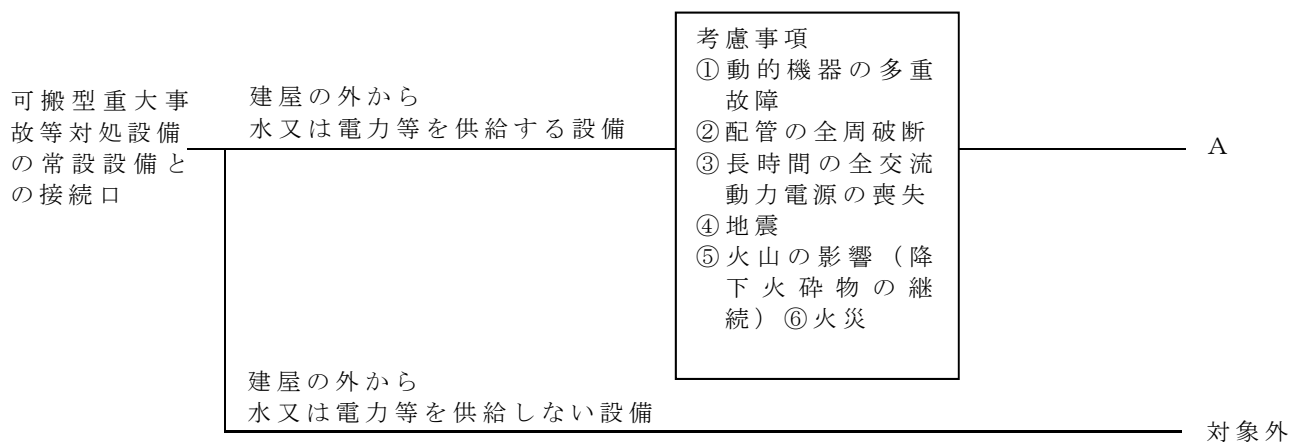 可搬型重大事
故等対処設備
の常設設備と
の接続口
建屋の外から
水又は電力等を供給する設備
考慮事項
①動的機器の多重
故障
②配管の全周破断
③長時間の全交流
動力電源の喪失
④地震
⑤火山の影響（降
下火砕物の継
続）⑥火災
A
建屋の外から
水又は電力等を供給しない設備
対象外